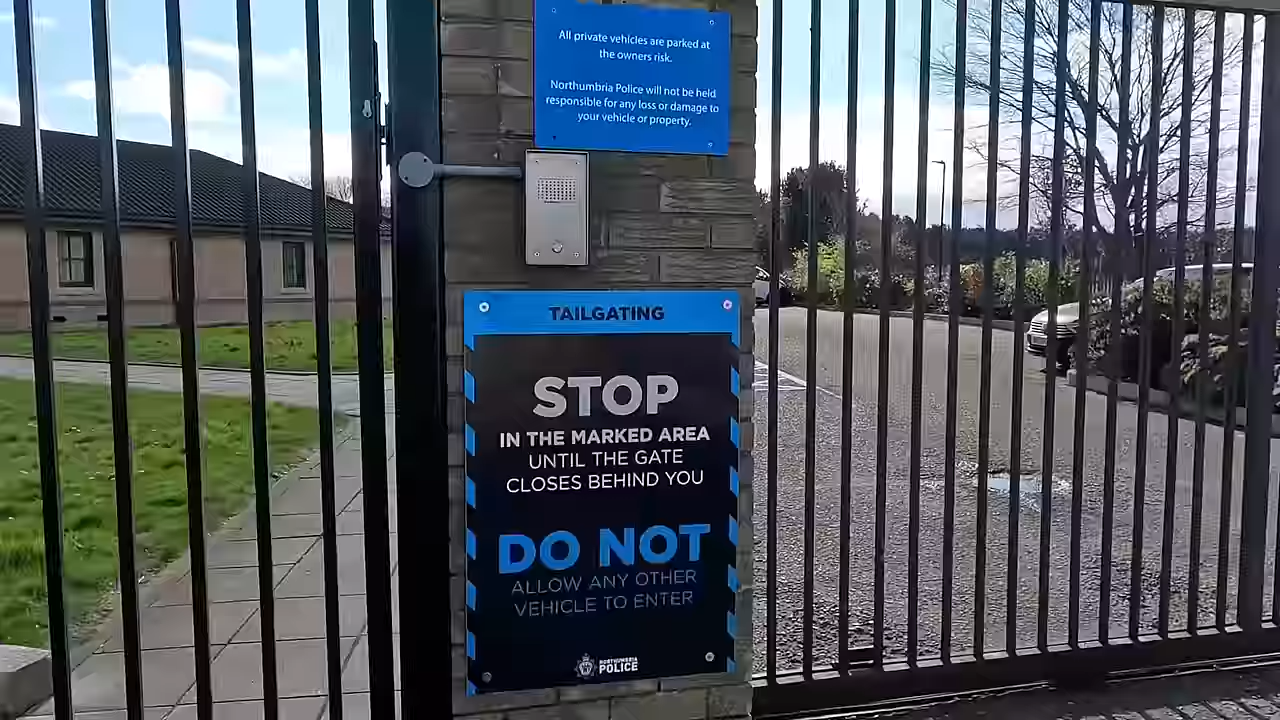 All private vehicles are parked at
the owners risk.
Northumbria Police will not be held
responsible for any loss or damage to
your vehicle or property.
TAILGATING
STOP
IN THE MARKED AREA
UNTIL THE GATE
CLOSES BEHIND YOU
DO NOT
ALLOW ANY OTHER
VEHICLE TO ENTER
NORTHUMBRIA
POLICE